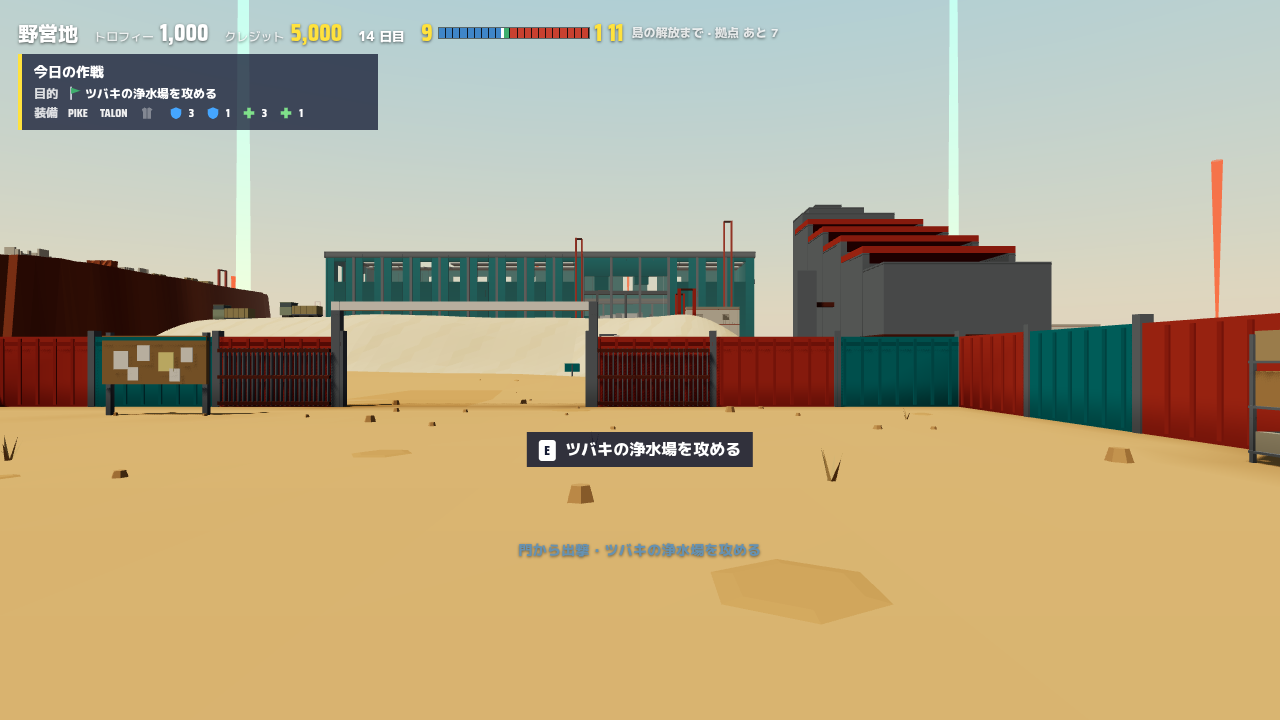 野営地 トロフィー 1,000 クレジット 5,000 14 日目 9 1 11 島の解放まで · 拠点 あと 7
今日の作戦
目的 ツバキの浄水場を攻める
装備 PIKE TALON 3 1 3 1
E ツバキの浄水場を攻める
門から出撃 · ツバキの浄水場を攻める